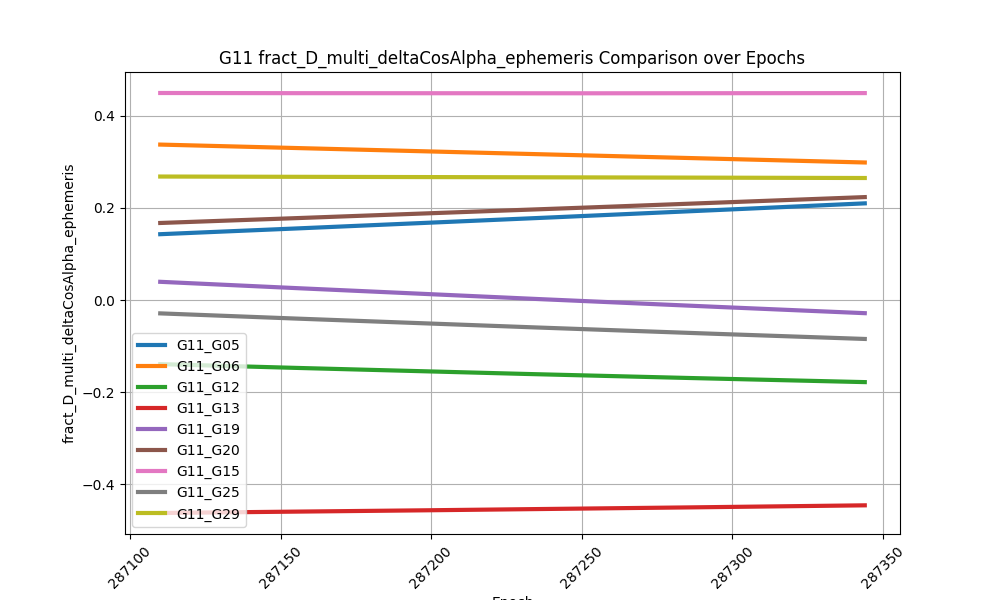 G11 fract_D_multi_deltaCosAlpha_ephemeris Comparison over Epochs
fract_D_multi_deltaCosAlpha_ephemeris
0.4
0.2
0.0
−0.2
−0.4
G11_G05
G11_G06
G11_G12
G11_G13
G11_G19
G11_G20
G11_G15
G11_G25
G11_G29
287100
287150
287200
287250
287300
287350
Epoch